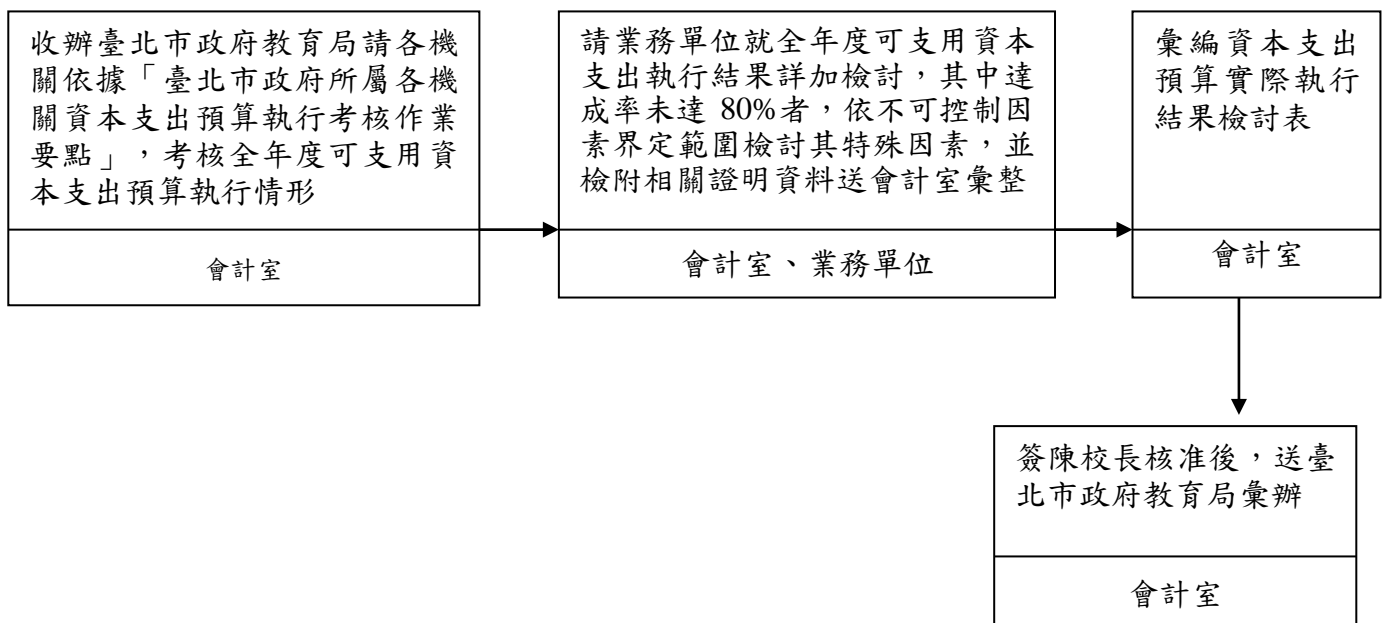 收辦臺北市政府教育局請各機
關依據「臺北市政府所屬各機
關資本支出預算執行考核作業
要點」，考核全年度可支用資
本支出預算執行情形
會計室
請業務單位就全年度可支用資本
支出執行結果詳加檢討，其中達
成率未達 80%者，依不可控制因
素界定範圍檢討其特殊因素，並
檢附相關證明資料送會計室彙整
會計室、業務單位
彙編資本支出
預算實際執行
結果檢討表
會計室
簽陳校長核准後，送臺
北市政府教育局彙辦
會計室